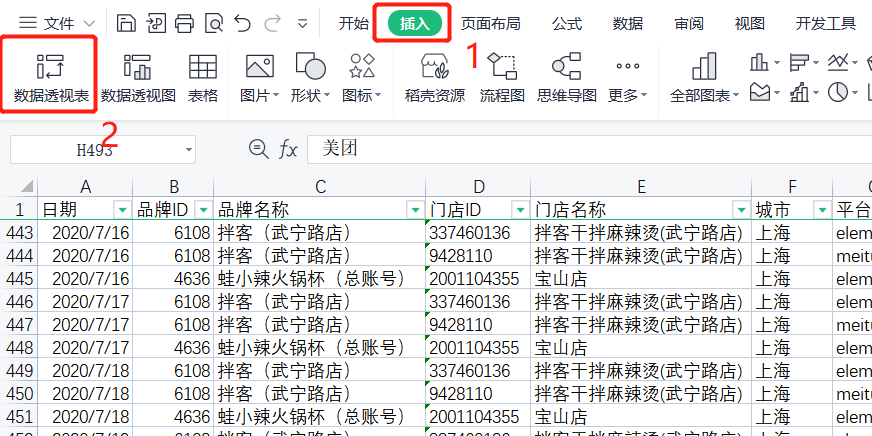 文件 开始 插入 页面布局 公式 数据 审阅 视图 开发工具
1
数据透视表 数据透视图 表格 图片 形状 图标 稻壳资源 流程图 思维导图 更多 全部图表
2
H493 fx 美团
A B C D E F
1 日期 品牌ID 品牌名称 门店ID 门店名称 城市 平台
443 2020/7/16 6108 拌客（武宁路店） 337460136 拌客干拌麻辣烫(武宁路店) 上海 elem
444 2020/7/16 6108 拌客（武宁路店） 9428110 拌客干拌麻辣烫(武宁路店) 上海 meitu
445 2020/7/16 4636 蛙小辣火锅杯（总账号） 2001104355 宝山店 上海 elem
446 2020/7/17 6108 拌客（武宁路店） 337460136 拌客干拌麻辣烫(武宁路店) 上海 elem
447 2020/7/17 6108 拌客（武宁路店） 9428110 拌客干拌麻辣烫(武宁路店) 上海 meitu
448 2020/7/17 4636 蛙小辣火锅杯（总账号） 2001104355 宝山店 上海 elem
449 2020/7/18 6108 拌客（武宁路店） 337460136 拌客干拌麻辣烫(武宁路店) 上海 elem
450 2020/7/18 6108 拌客（武宁路店） 9428110 拌客干拌麻辣烫(武宁路店) 上海 meitu
451 2020/7/18 4636 蛙小辣火锅杯（总账号） 2001104355 宝山店 上海 elem